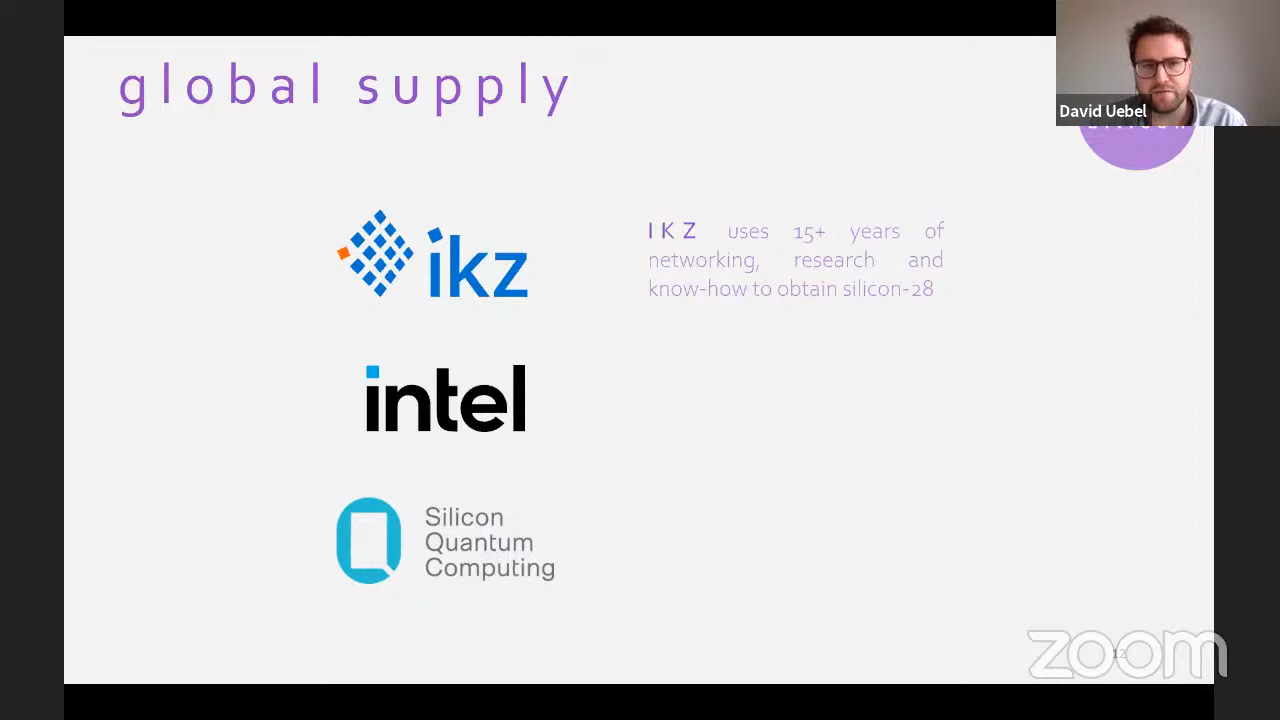 global supply
David Uebel
ikz
IKZ uses 15+ years of
networking, research and
know-how to obtain silicon-28
intel
Silicon
Quantum
Computing
12
zoom